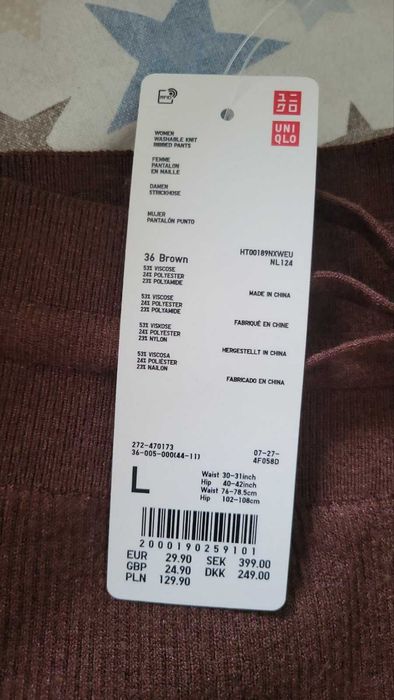 RFID
ユニ
クロ
UNI
QLO
WOMEN
WASHABLE KNIT
RIBBED PANTS
FEMME
PANTALON
EN MAILLE
DAMEN
STRICKHOSE
MUJER
PANTALÓN PUNTO
36 Brown
HT00189NXWEU
NL124
53% VISCOSE
24% POLYESTER
23% POLYAMIDE
MADE IN CHINA
53% VISCOSE
24% POLYESTER
23% POLYAMIDE
FABRIQUÉ EN CHINE
53% VISKOSE
24% POLYESTER
23% NYLON
HERGESTELLT IN CHINA
53% VISCOSA
24% POLIÉSTER
23% NAILON
FABRICADO EN CHINA
272-470173
36-005-000(44-11)
07-27-
4F058D
L
Waist 30-31inch
Hip 40-42inch
Waist 76-78.5cm
Hip 102-108cm
2000190259101
EUR 29.90 SEK 399.00
GBP 24.90 DKK 249.00
PLN 129.90